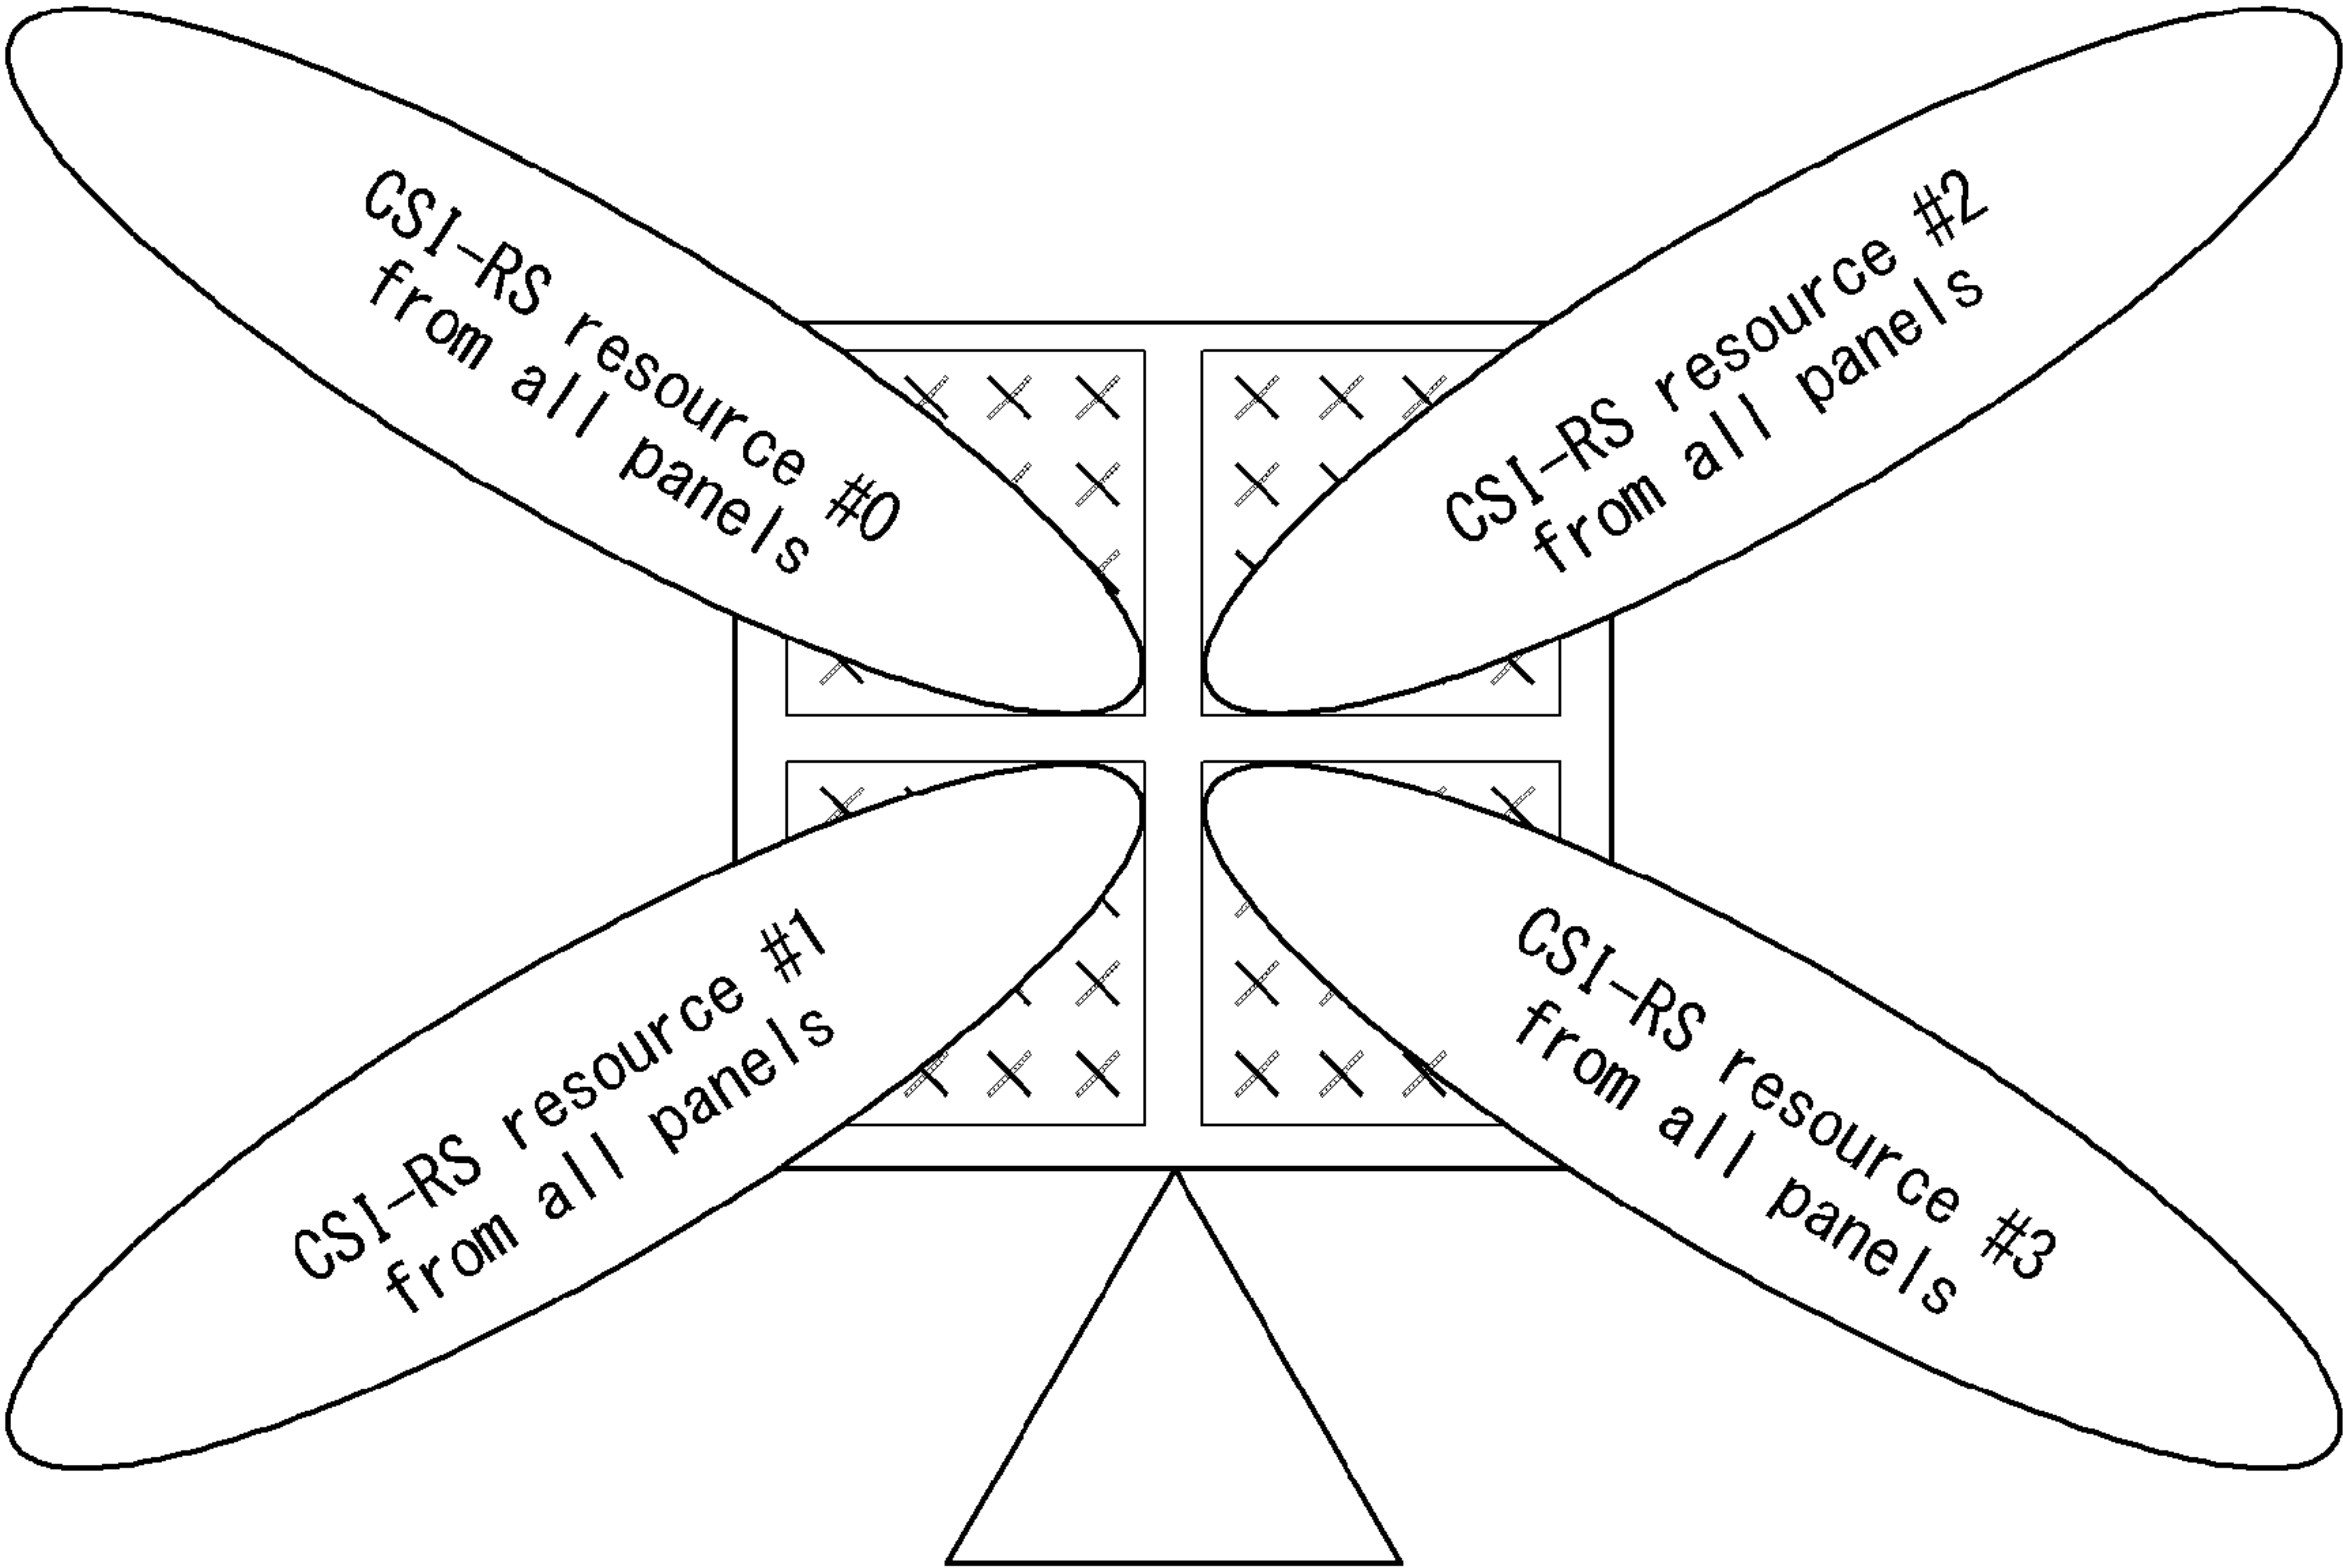 CSI-RS resource #0
from all panels
CSI-RS resource #2
from all panels
CSI-RS resource #1
from all panels
CSI-RS resource #3
from all panels